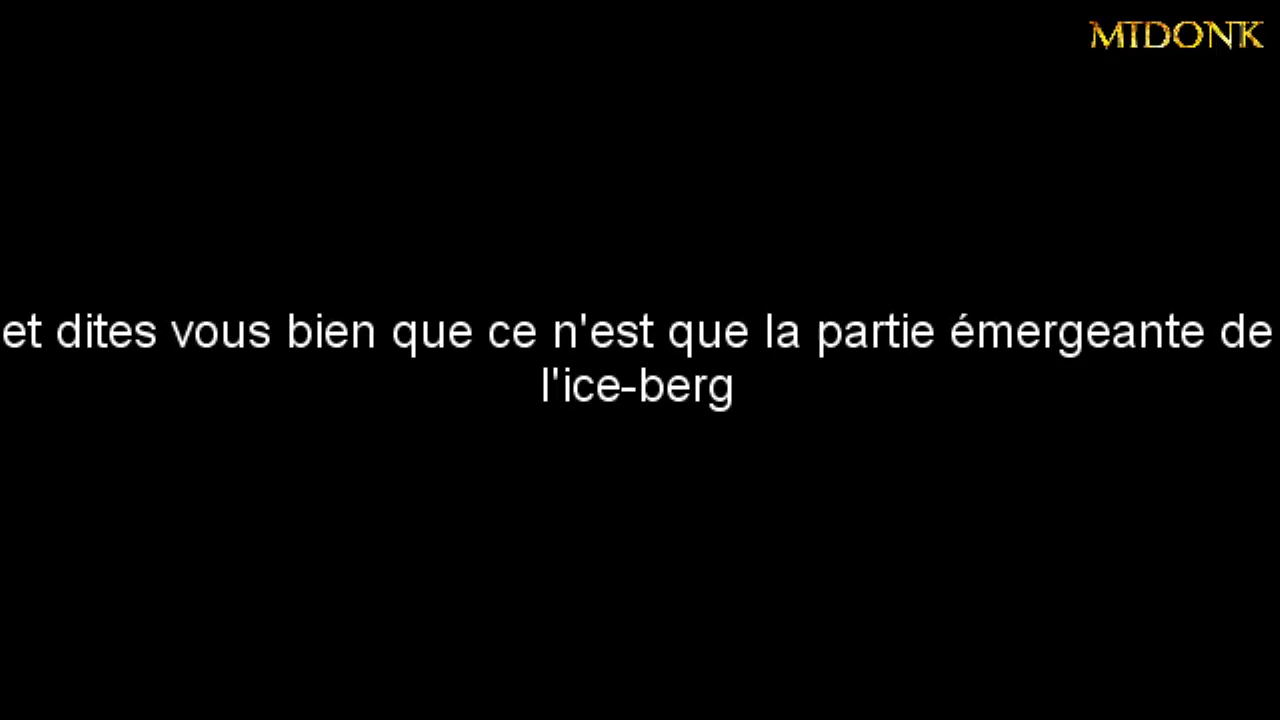 MIDONK
et dites vous bien que ce n'est que la partie émergeante de
l'ice-berg